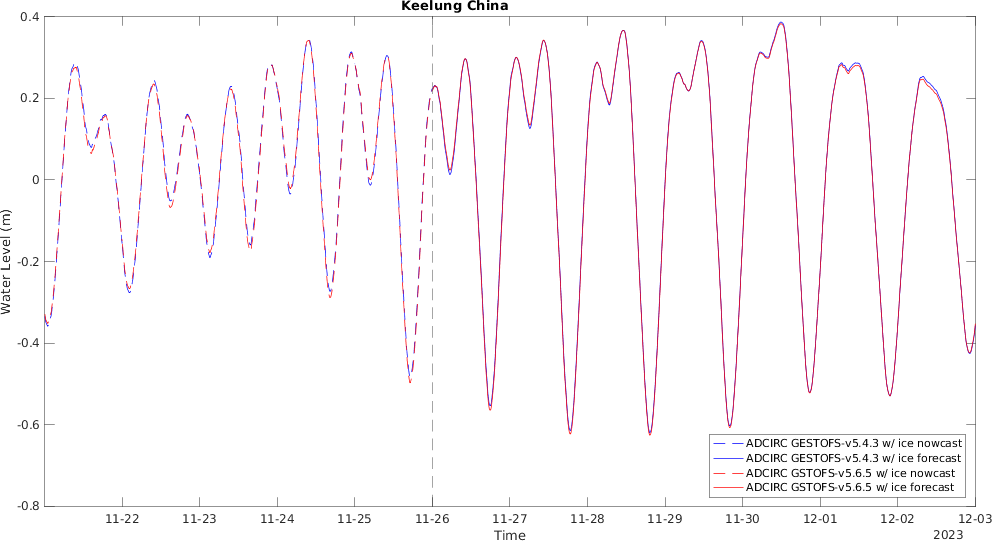 Keelung China
0.4
0.2
0
-0.2
-0.4
-0.6
-0.8
Water Level (m)
11-22
11-23
11-24
11-25
11-26
11-27
11-28
11-29
11-30
12-01
12-02
12-03
Time
2023
ADCIRC GESTOFS-v5.4.3 w/ ice nowcast
ADCIRC GESTOFS-v5.4.3 w/ ice forecast
ADCIRC GSTOFS-v5.6.5 w/ ice nowcast
ADCIRC GSTOFS-v5.6.5 w/ ice forecast